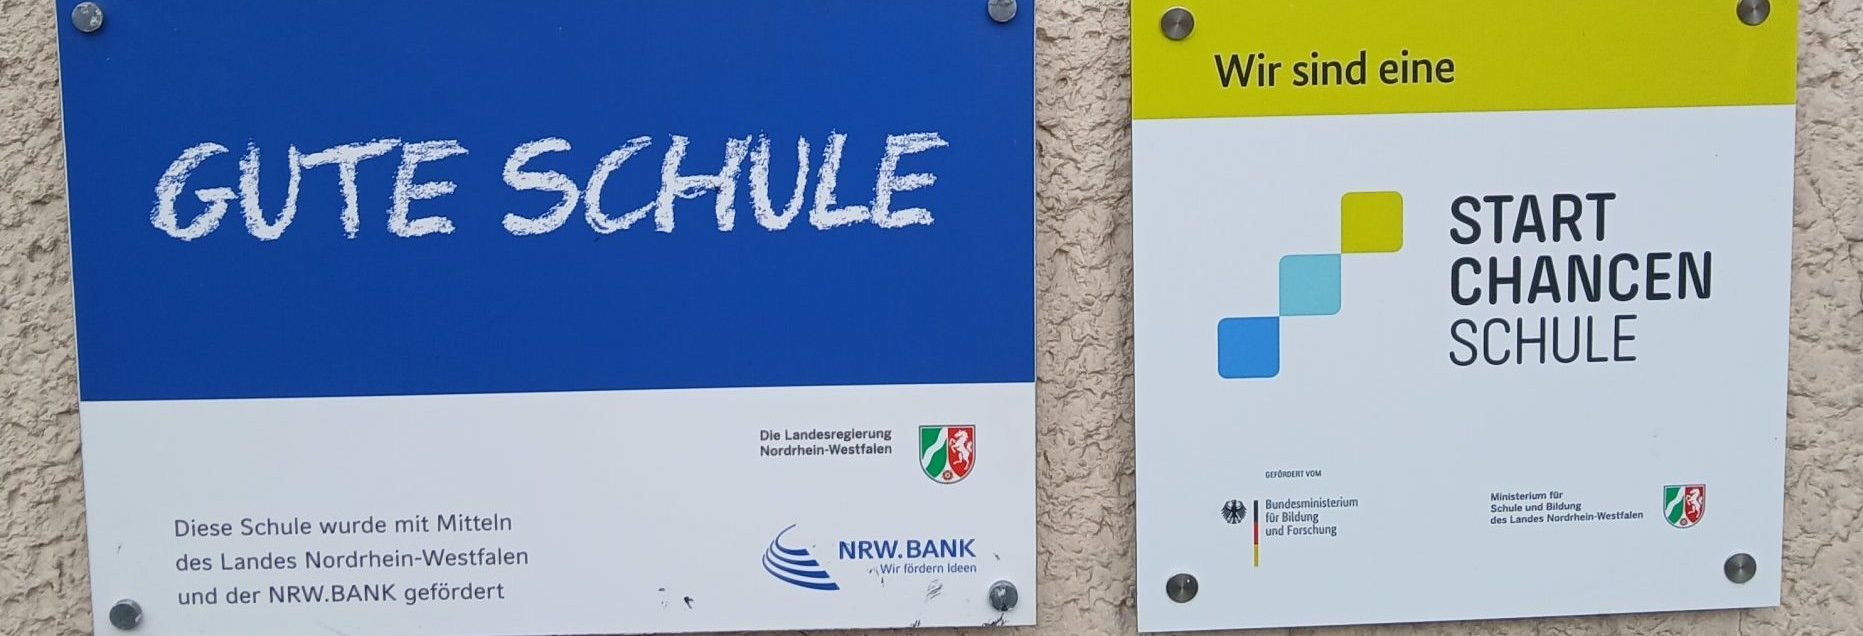 GUTE SCHULE
Die Landesregierung
Nordrhein-Westfalen
Diese Schule wurde mit Mitteln
des Landes Nordrhein-Westfalen
und der NRW.BANK gefördert
NRW.BANK
Wir fördern Ideen
Wir sind eine
START
CHANCEN
SCHULE
GEFÖRDERT VOM
Bundesministerium
für Bildung
und Forschung
Ministerium für
Schule und Bildung
des Landes Nordrhein-Westfalen